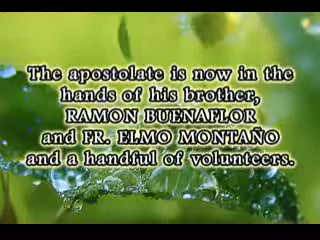 The apostolate is now in the
hands of his brother,
RAMON BUENAFLOR
and FR. ELMO MONTAÑO
and a handful of volunteers.